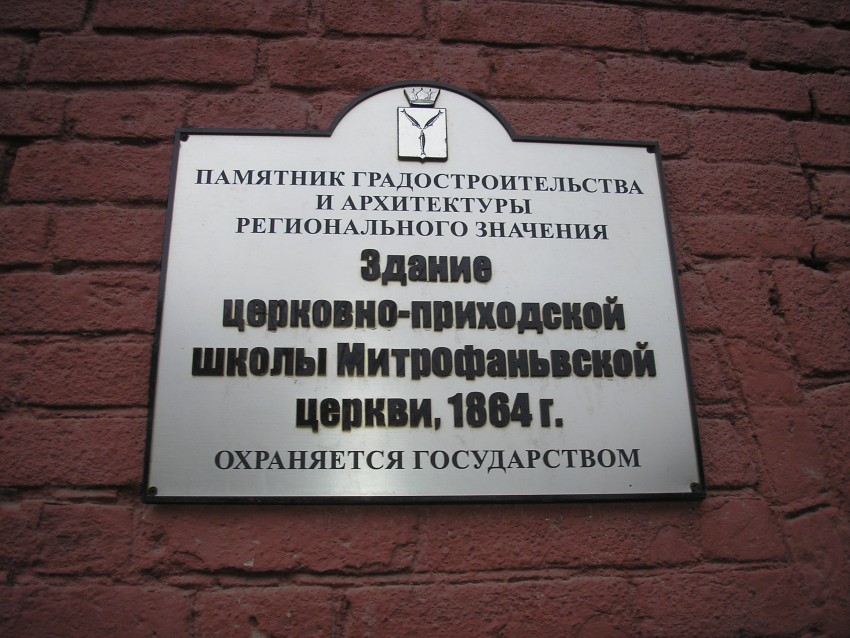 ПАМЯТНИК ГРАДОСТРОИТЕЛЬСТВА
И АРХИТЕКТУРЫ
РЕГИОНАЛЬНОГО ЗНАЧЕНИЯ
Здание
церковно-приходской
школы Митрофаньвской
церкви, 1864 г.
ОХРАНЯЕТСЯ ГОСУДАРСТВОМ